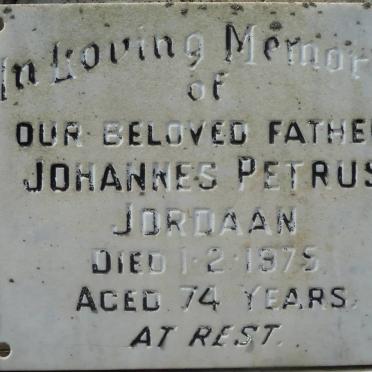 In Loving Memory
of
OUR BELOVED FATHER
JOHANNES PETRUS
JORDAAN
DIED 1-2-1975
AGED 74 YEARS.
AT REST.